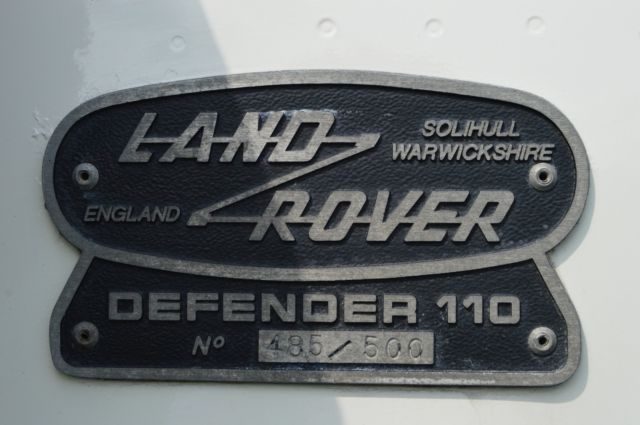 LAND
ROVER
SOLIHULL
WARWICKSHIRE
ENGLAND
DEFENDER 110
No 485/500